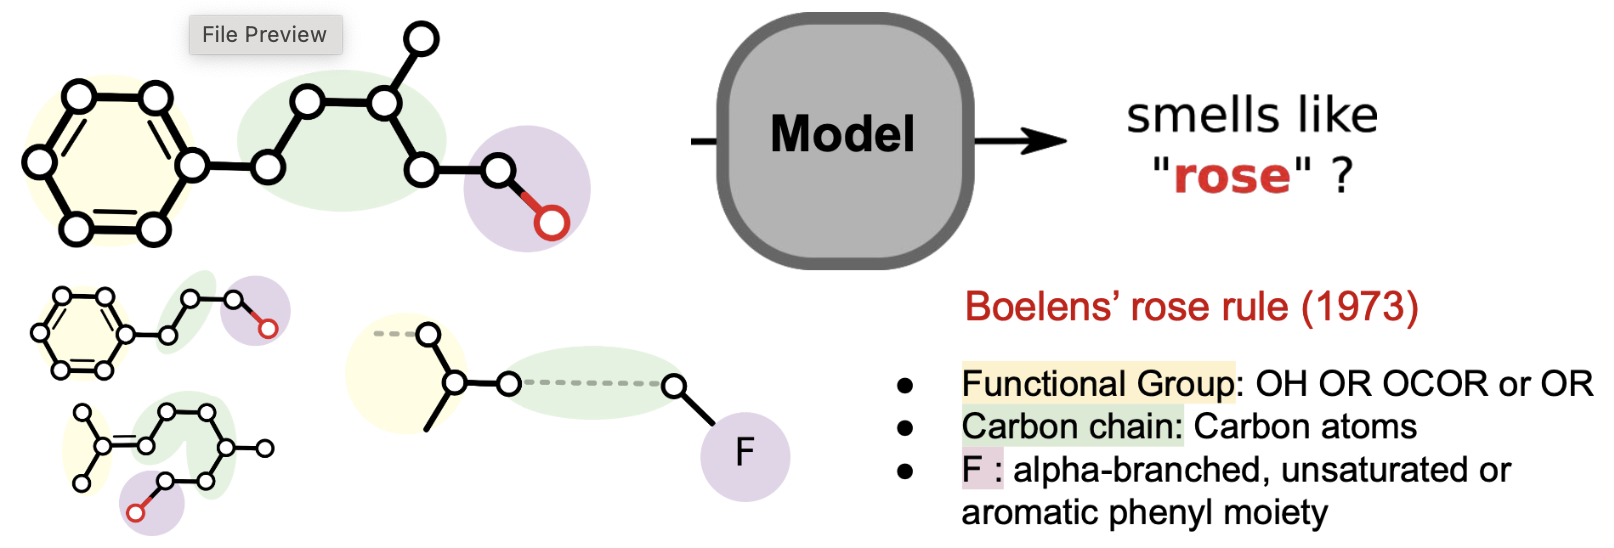 File Preview
Model
smells like
"rose" ?
Boelens’ rose rule (1973)
● Functional Group: OH OR OCOR or OR
● Carbon chain: Carbon atoms
● F : alpha-branched, unsaturated or
aromatic phenyl moiety
F